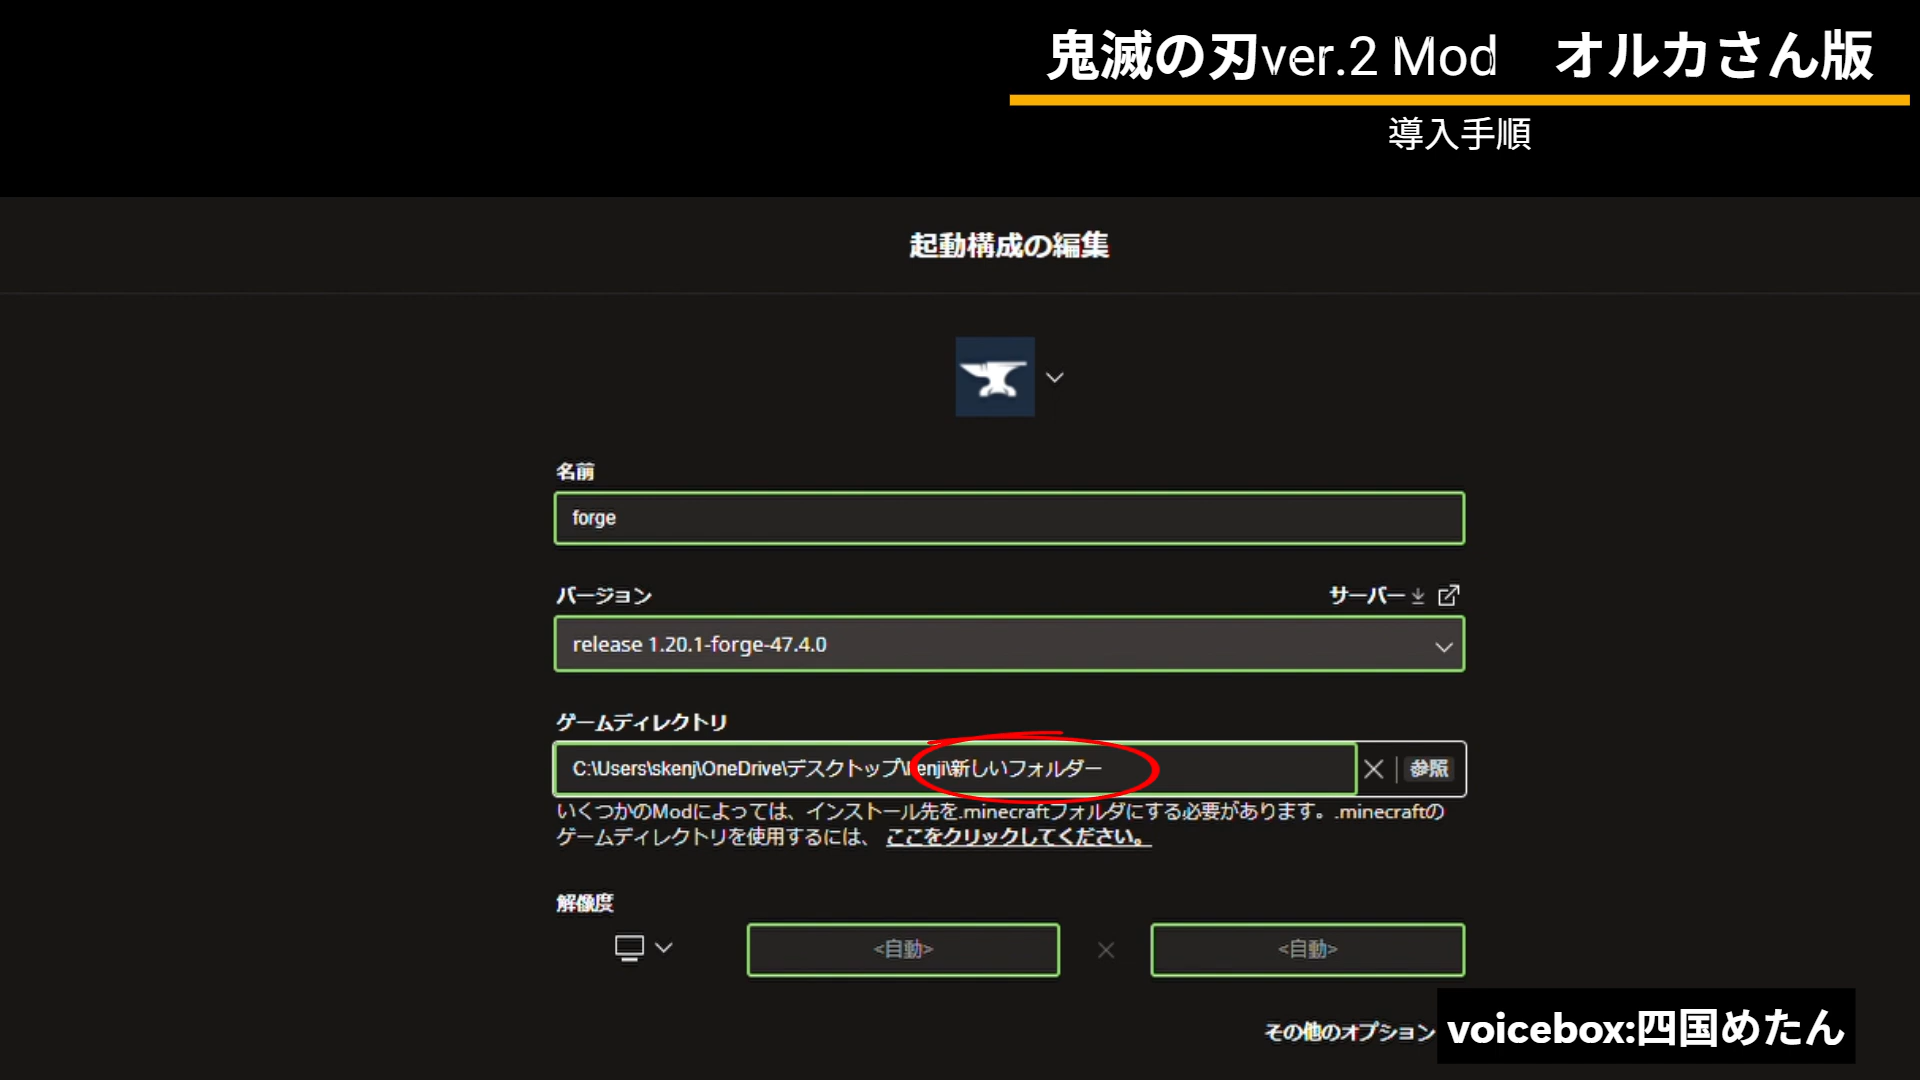 鬼滅の刃ver.2 Mod　オルカさん版
導入手順
起動構成の編集
名前
forge
バージョン
サーバー
release 1.20.1-forge-47.4.0
ゲームディレクトリ
C:\Users\skenj\OneDrive\デスクトップ\kenji\新しいフォルダー
参照
いくつかのModによっては、インストール先を.minecraftフォルダにする必要があります。.minecraftの
ゲームディレクトリを使用するには、 ここをクリックしてください。
解像度
<自動>
<自動>
その他のオプション
voicebox:四国めたん